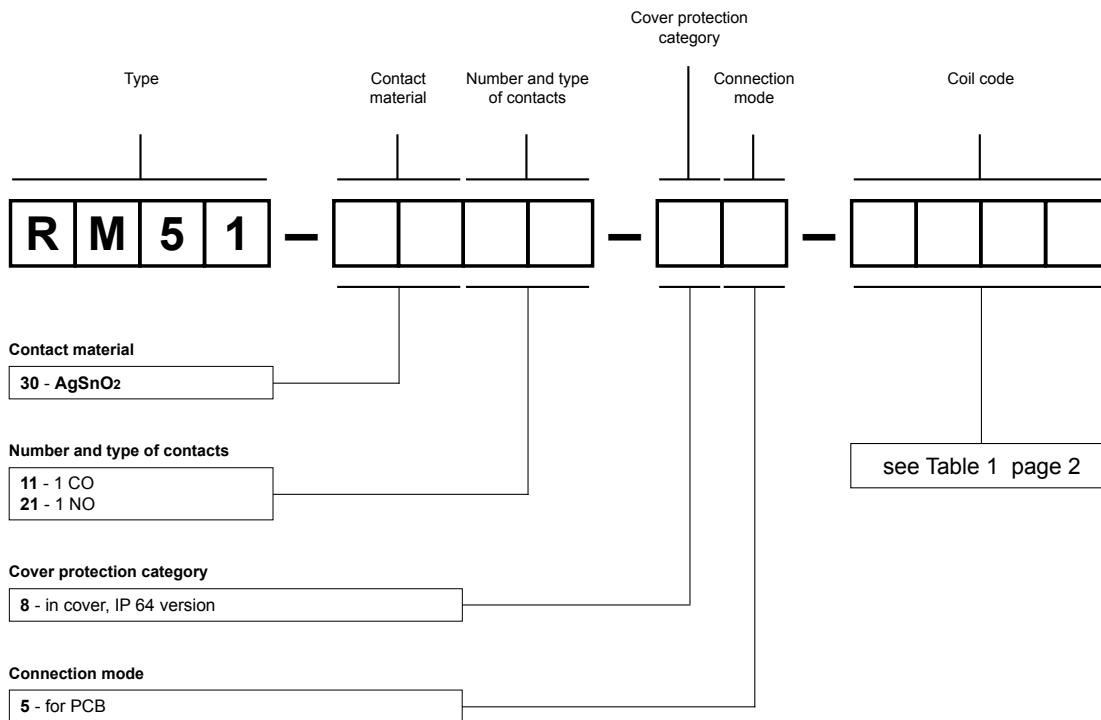 Cover protection
category
Type
Contact
material
Number and type
of contacts
Connection
mode
Coil code
R M 5 1 – –  –
Contact material
30 - AgSnO2
Number and type of contacts
11 - 1 CO
21 - 1 NO
see Table 1 page 2
Cover protection category
8 - in cover, IP 64 version
Connection mode
5 - for PCB